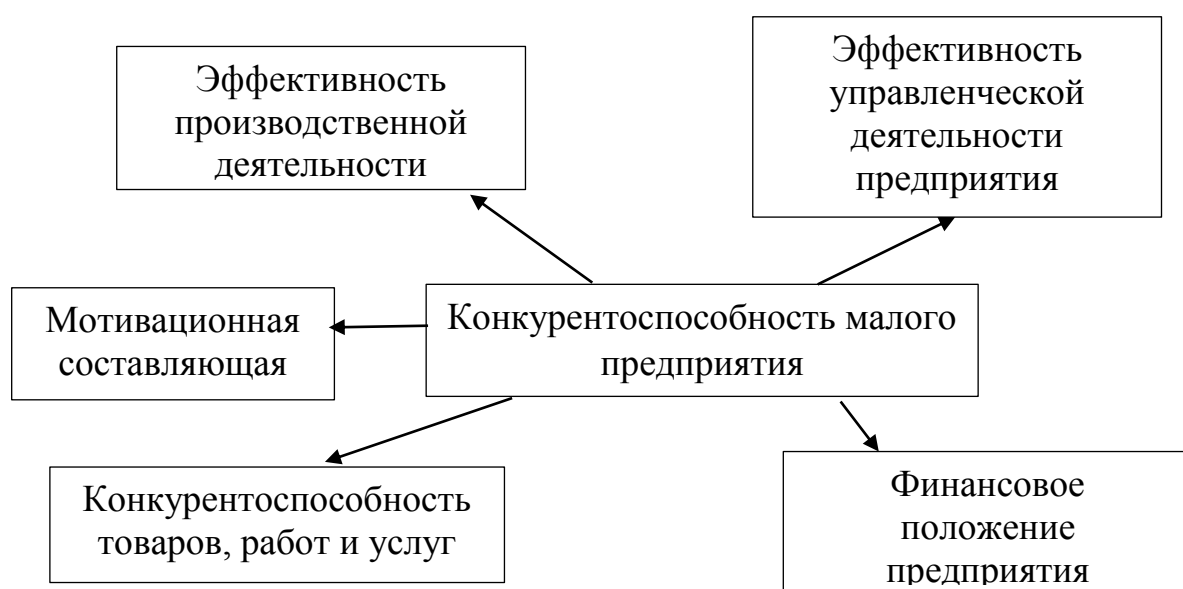 Эффективность
производственной
деятельности
Эффективность
управленческой
деятельности
предприятия
Мотивационная
составляющая
Конкурентоспособность малого
предприятия
Конкурентоспособность
товаров, работ и услуг
Финансовое
положение
предприятия